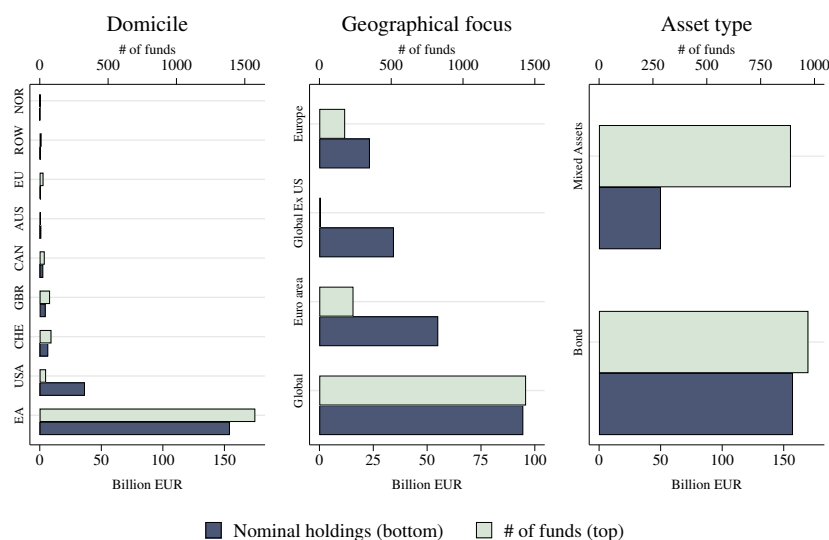 Domicile
# of funds
0 500 1000 1500
NOR
ROW
EU
AUS
CAN
GBR
CHE
USA
EA
0 50 100 150
Billion EUR
Geographical focus
# of funds
0 500 1000 1500
Europe
Global Ex US
Euro area
Global
0 25 50 75 100
Billion EUR
Asset type
# of funds
0 250 500 750 1000
Mixed Assets
Bond
0 50 100 150
Billion EUR
Nominal holdings (bottom) # of funds (top)